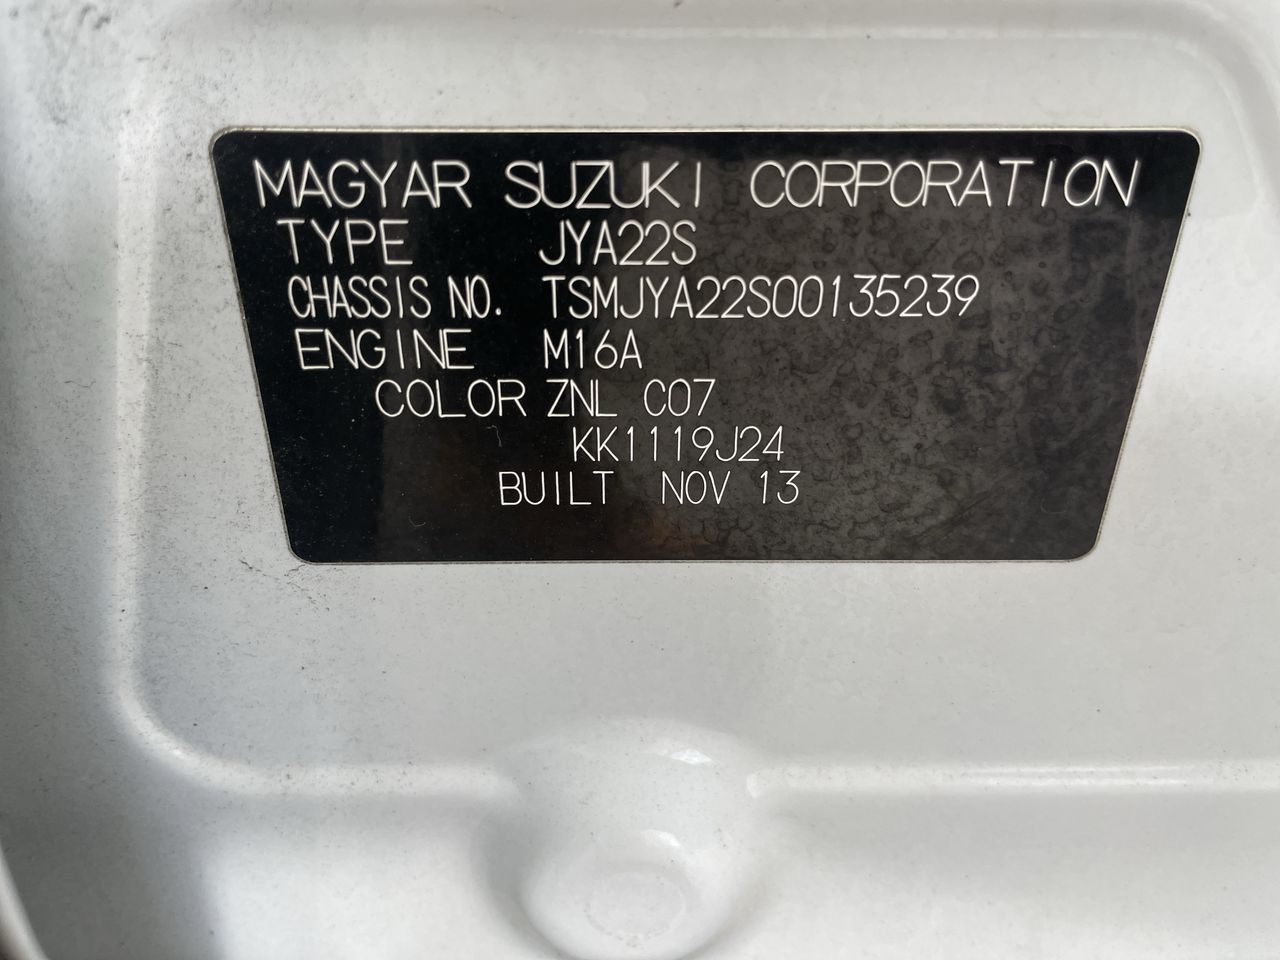 MAGYAR SUZUKI CORPORATION
TYPE JYA22S
CHASSIS NO. TSMJYA22S00135239
ENGINE M16A
COLOR ZNL C07
KK1119J24
BUILT NOV 13